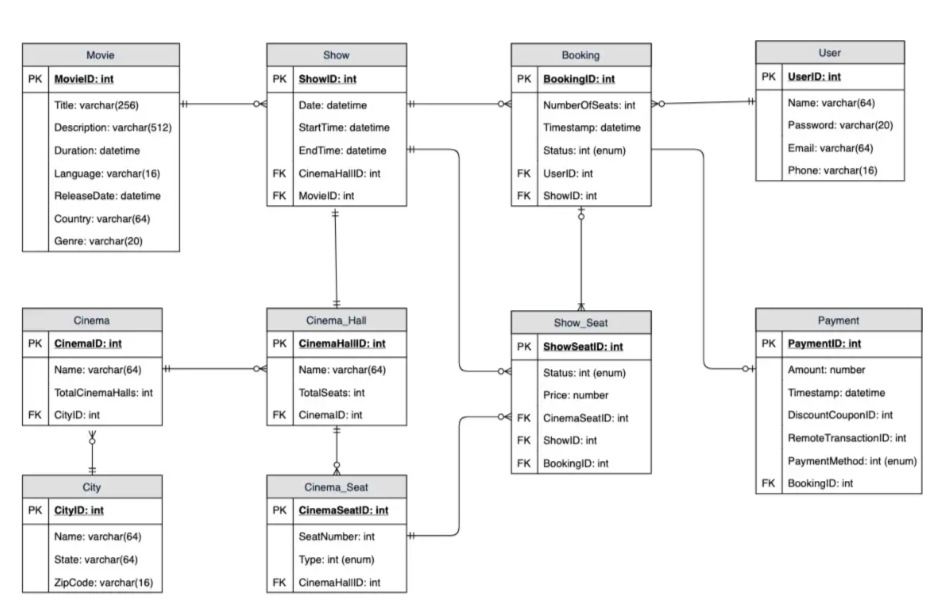 Movie
PK MovieID: int
Title: varchar(256)
Description: varchar(512)
Duration: datetime
Language: varchar(16)
ReleaseDate: datetime
Country: varchar(64)
Genre: varchar(20)
Show
PK ShowID: int
Date: datetime
StartTime: datetime
EndTime: datetime
FK CinemaHallID: int
FK MovieID: int
Booking
PK BookingID: int
NumberOfSeats: int
Timestamp: datetime
Status: int (enum)
FK UserID: int
FK ShowID: int
User
PK UserID: int
Name: varchar(64)
Password: varchar(20)
Email: varchar(64)
Phone: varchar(16)
Cinema
PK CinemaID: int
Name: varchar(64)
TotalCinemaHalls: int
FK CityID: int
Cinema_Hall
PK CinemaHallID: int
Name: varchar(64)
TotalSeats: int
FK CinemaID: int
Show_Seat
PK ShowSeatID: int
Status: int (enum)
Price: number
FK CinemaSeatID: int
FK ShowID: int
FK BookingID: int
Payment
PK PaymentID: int
Amount: number
Timestamp: datetime
DiscountCouponID: int
RemoteTransactionID: int
PaymentMethod: int (enum)
FK BookingID: int
City
PK CityID: int
Name: varchar(64)
State: varchar(64)
ZipCode: varchar(16)
Cinema_Seat
PK CinemaSeatID: int
SeatNumber: int
Type: int (enum)
FK CinemaHallID: int